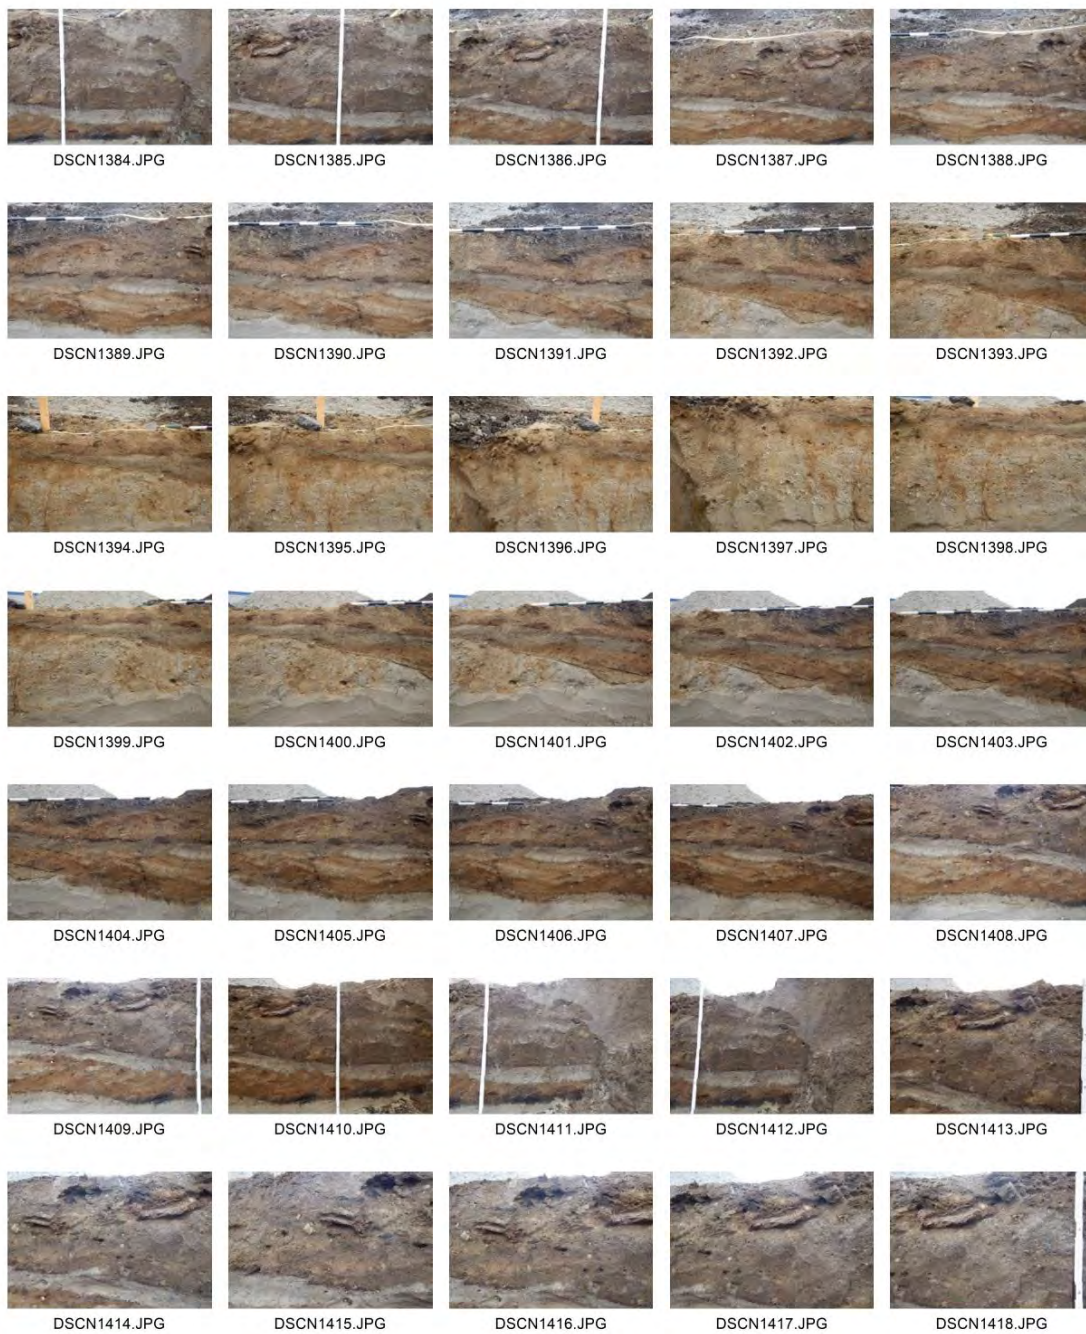 DSCN1384.JPG DSCN1385.JPG DSCN1386.JPG DSCN1387.JPG DSCN1388.JPG
DSCN1389.JPG DSCN1390.JPG DSCN1391.JPG DSCN1392.JPG DSCN1393.JPG
DSCN1394.JPG DSCN1395.JPG DSCN1396.JPG DSCN1397.JPG DSCN1398.JPG
DSCN1399.JPG DSCN1400.JPG DSCN1401.JPG DSCN1402.JPG DSCN1403.JPG
DSCN1404.JPG DSCN1405.JPG DSCN1406.JPG DSCN1407.JPG DSCN1408.JPG
DSCN1409.JPG DSCN1410.JPG DSCN1411.JPG DSCN1412.JPG DSCN1413.JPG
DSCN1414.JPG DSCN1415.JPG DSCN1416.JPG DSCN1417.JPG DSCN1418.JPG